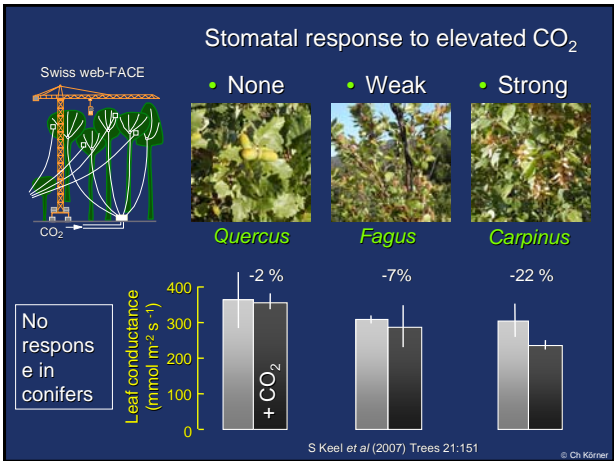 Stomatal response to elevated CO₂
Swiss web-FACE
CO₂
• None
• Weak
• Strong
Quercus
Fagus
Carpinus
-2 %
-7%
-22 %
No
respons
e in
conifers
Leaf conductance
(mmol m⁻² s ⁻¹)
400
300
200
100
0
+ CO₂
S Keel et al (2007) Trees 21:151
© Ch Körner